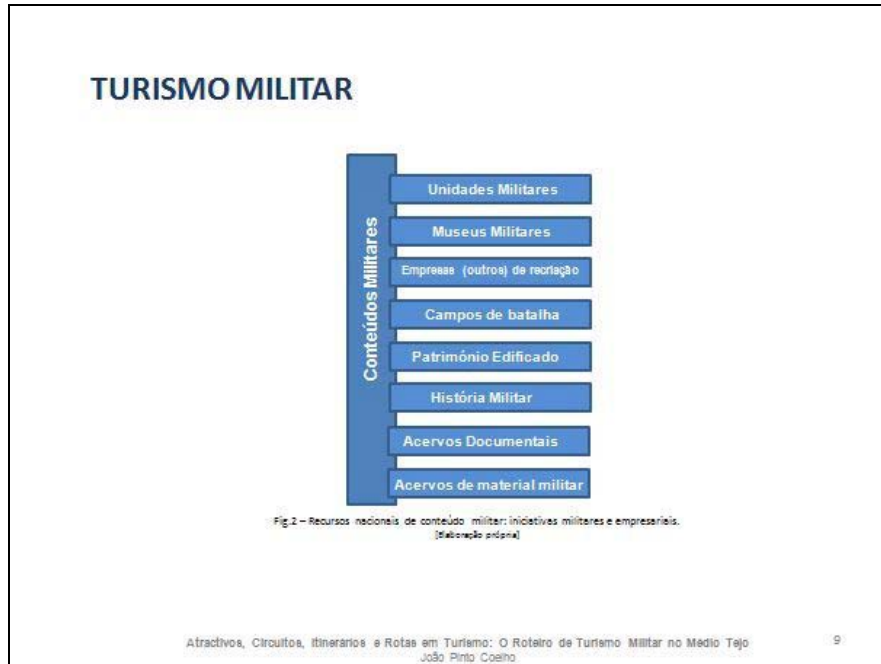 TURISMO MILITAR
Conteúdos Militares
Unidades Militares
Museus Militares
Empresas (outros) de recriação
Campos de batalha
Património Edificado
História Militar
Acervos Documentais
Acervos de material militar
Fig.2 – Recursos nacionais de conteúdo militar: iniciativas militares e empresariais.
[Elaboração própria]
Atractivos, Circuitos, Itinerários e Rotas em Turismo: O Roteiro de Turismo Militar no Médio Tejo
João Pinto Coelho
9